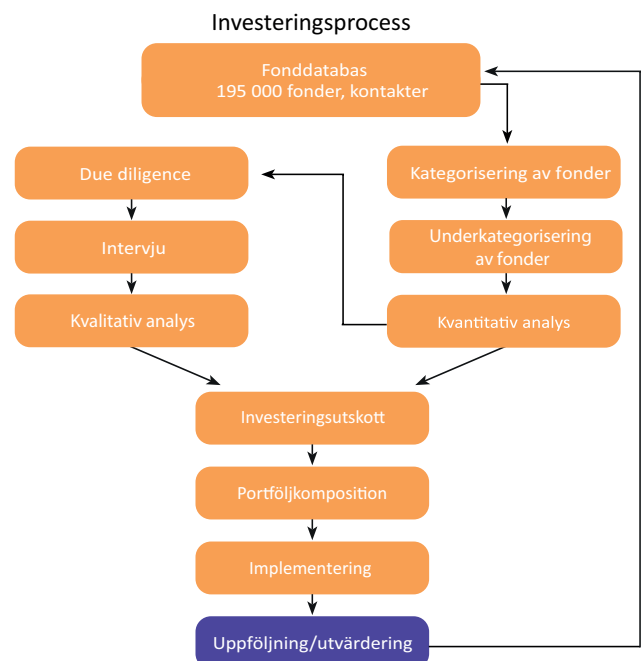 Investeringsprocess
Fonddatabas
195 000 fonder, kontakter
Kategorisering av fonder
Underkategorisering
av fonder
Kvantitativ analys
Due diligence
Intervju
Kvalitativ analys
Investeringsutskott
Portföljkomposition
Implementering
Uppföljning/utvärdering